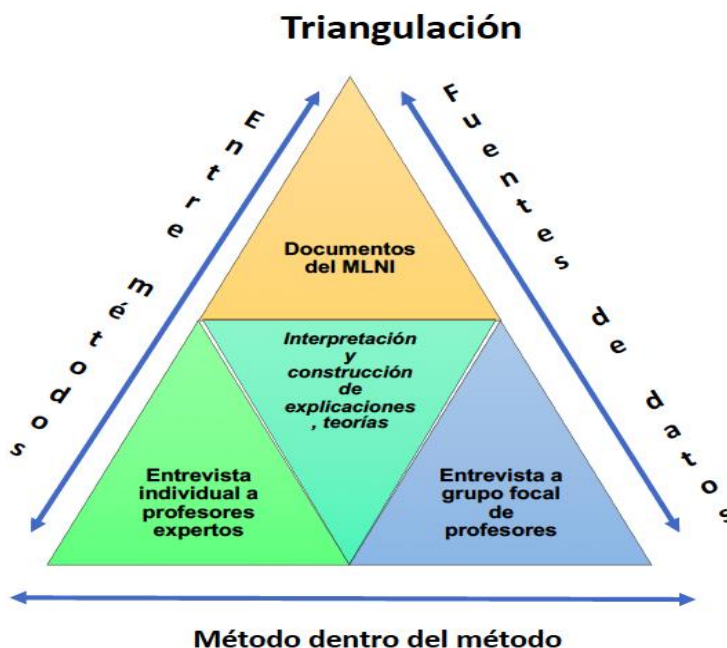 Triangulación
Entre métodos
Fuentes de datos
Documentos
del MLNI
Interpretación
y
construcción
de
explicaciones
, teorías
Entrevista
individual a
profesores
expertos
Entrevista a
grupo focal
de
profesores
Método dentro del método